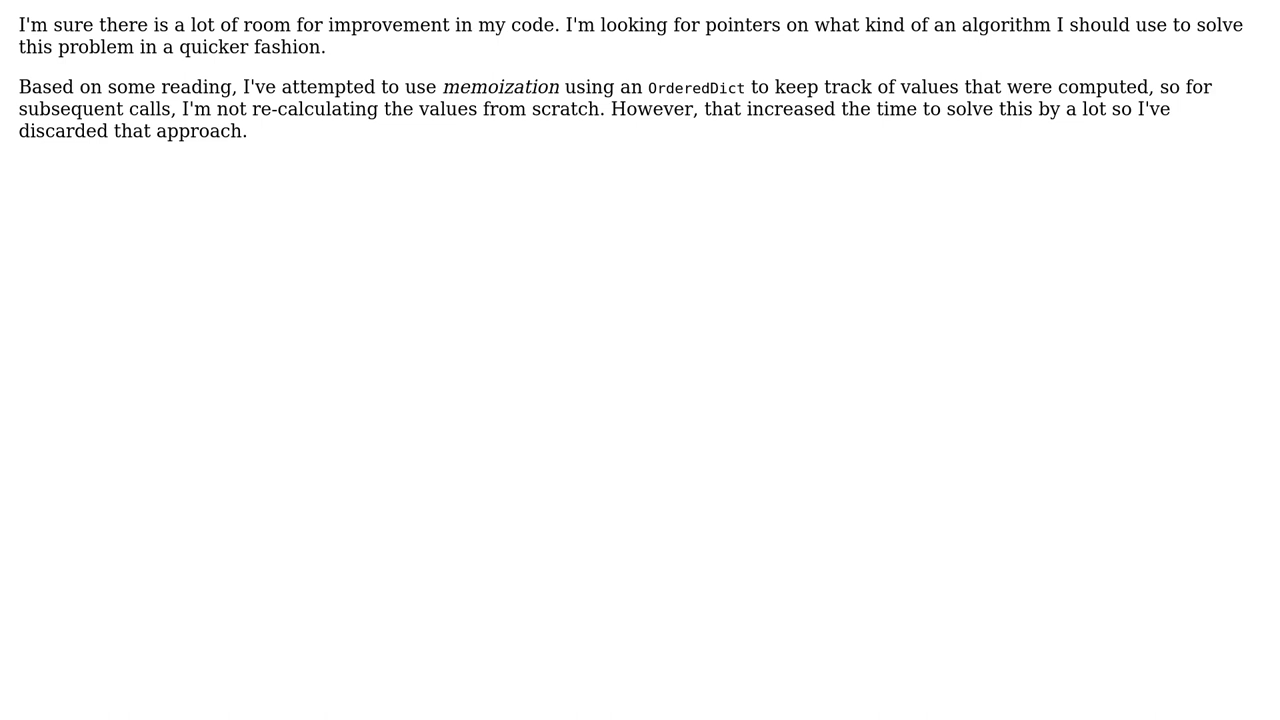 I'm sure there is a lot of room for improvement in my code. I'm looking for pointers on what kind of an algorithm I should use to solve
this problem in a quicker fashion.
Based on some reading, I've attempted to use memoization using an OrderedDict to keep track of values that were computed, so for
subsequent calls, I'm not re-calculating the values from scratch. However, that increased the time to solve this by a lot so I've
discarded that approach.